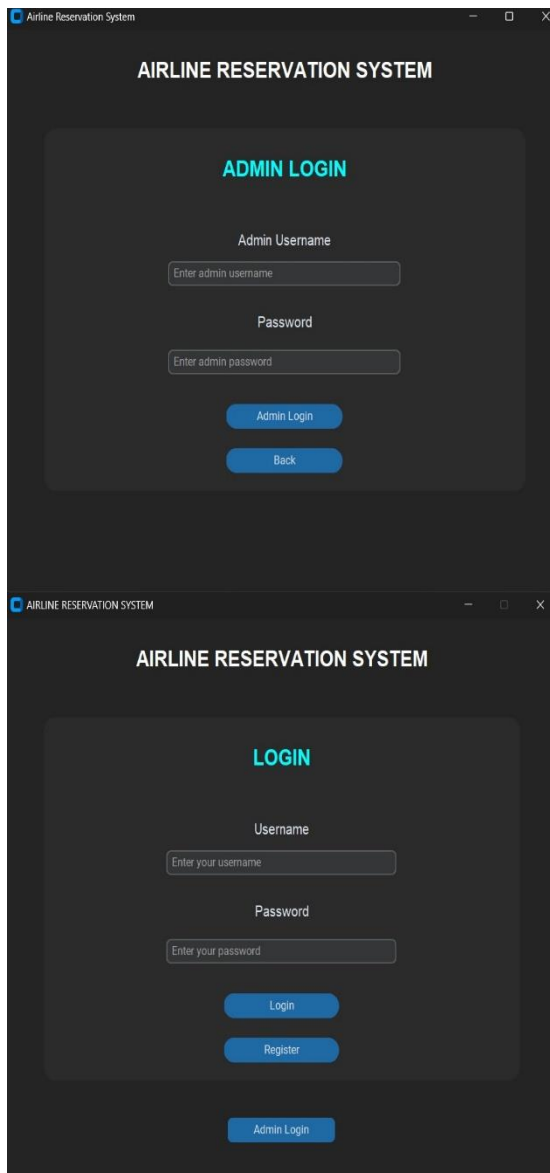 Airline Reservation System
AIRLINE RESERVATION SYSTEM
ADMIN LOGIN
Admin Username
Enter admin username
Password
Enter admin password
Admin Login
Back
AIRLINE RESERVATION SYSTEM
AIRLINE RESERVATION SYSTEM
LOGIN
Username
Enter your username
Password
Enter your password
Login
Register
Admin Login